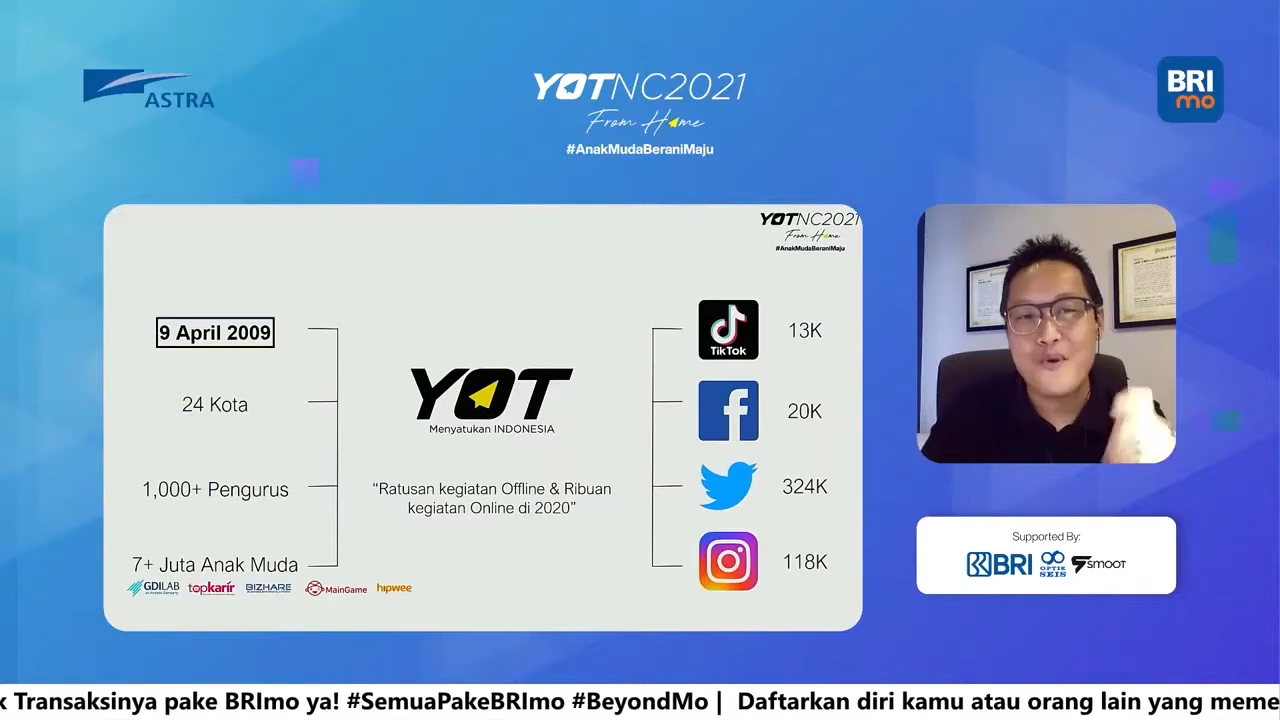 ASTRA
YOTNC2021
From Home
#AnakMudaBeraniMaju
BRI
mo
YOTNC2021
From Home
#AnakMudaBeraniMaju
9 April 2009
24 Kota
1,000+ Pengurus
7+ Juta Anak Muda
GDILAB
topkarir
BIZHARE
MainGame
hipwee
YOT
Menyatukan INDONESIA
“Ratusan kegiatan Offline & Ribuan
kegiatan Online di 2020”
TikTok
13K
20K
324K
118K
Supported By:
BRI
OPTIK
SEIS
SMOOT
k Transaksinya pake BRImo ya! #SemuaPakeBRImo #BeyondMo | Daftarkan diri kamu atau orang lain yang meme